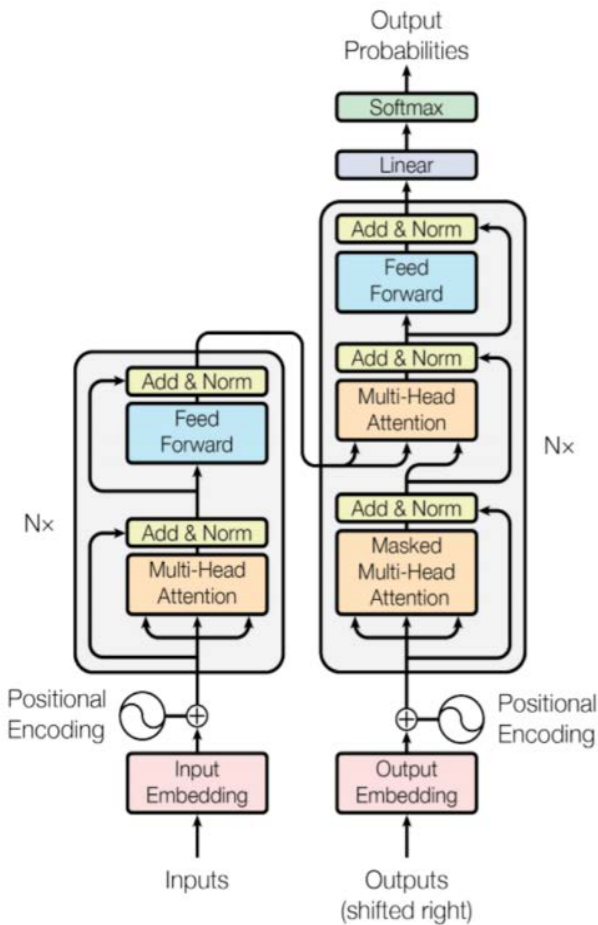 Output
Probabilities
Softmax
Linear
Add & Norm
Feed
Forward
Add & Norm
Multi-Head
Attention
Add & Norm
Masked
Multi-Head
Attention
Nx
Add & Norm
Feed
Forward
Add & Norm
Multi-Head
Attention
Nx
Positional
Encoding
Positional
Encoding
Input
Embedding
Output
Embedding
Inputs
Outputs
(shifted right)